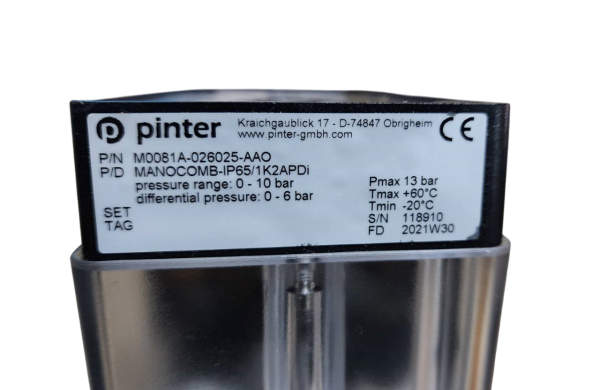 pinter
Kraichgaublick 17 - D-74847 Obrigheim
www.pinter-gmbh.com
CE
P/N M0081A-026025-AAO
P/D MANOCOMB-IP65/1K2APDi
pressure range: 0 - 10 bar
differential pressure: 0 - 6 bar
SET
TAG
Pmax 13 bar
Tmax +60°C
Tmin -20°C
S/N 118910
FD 2021W30